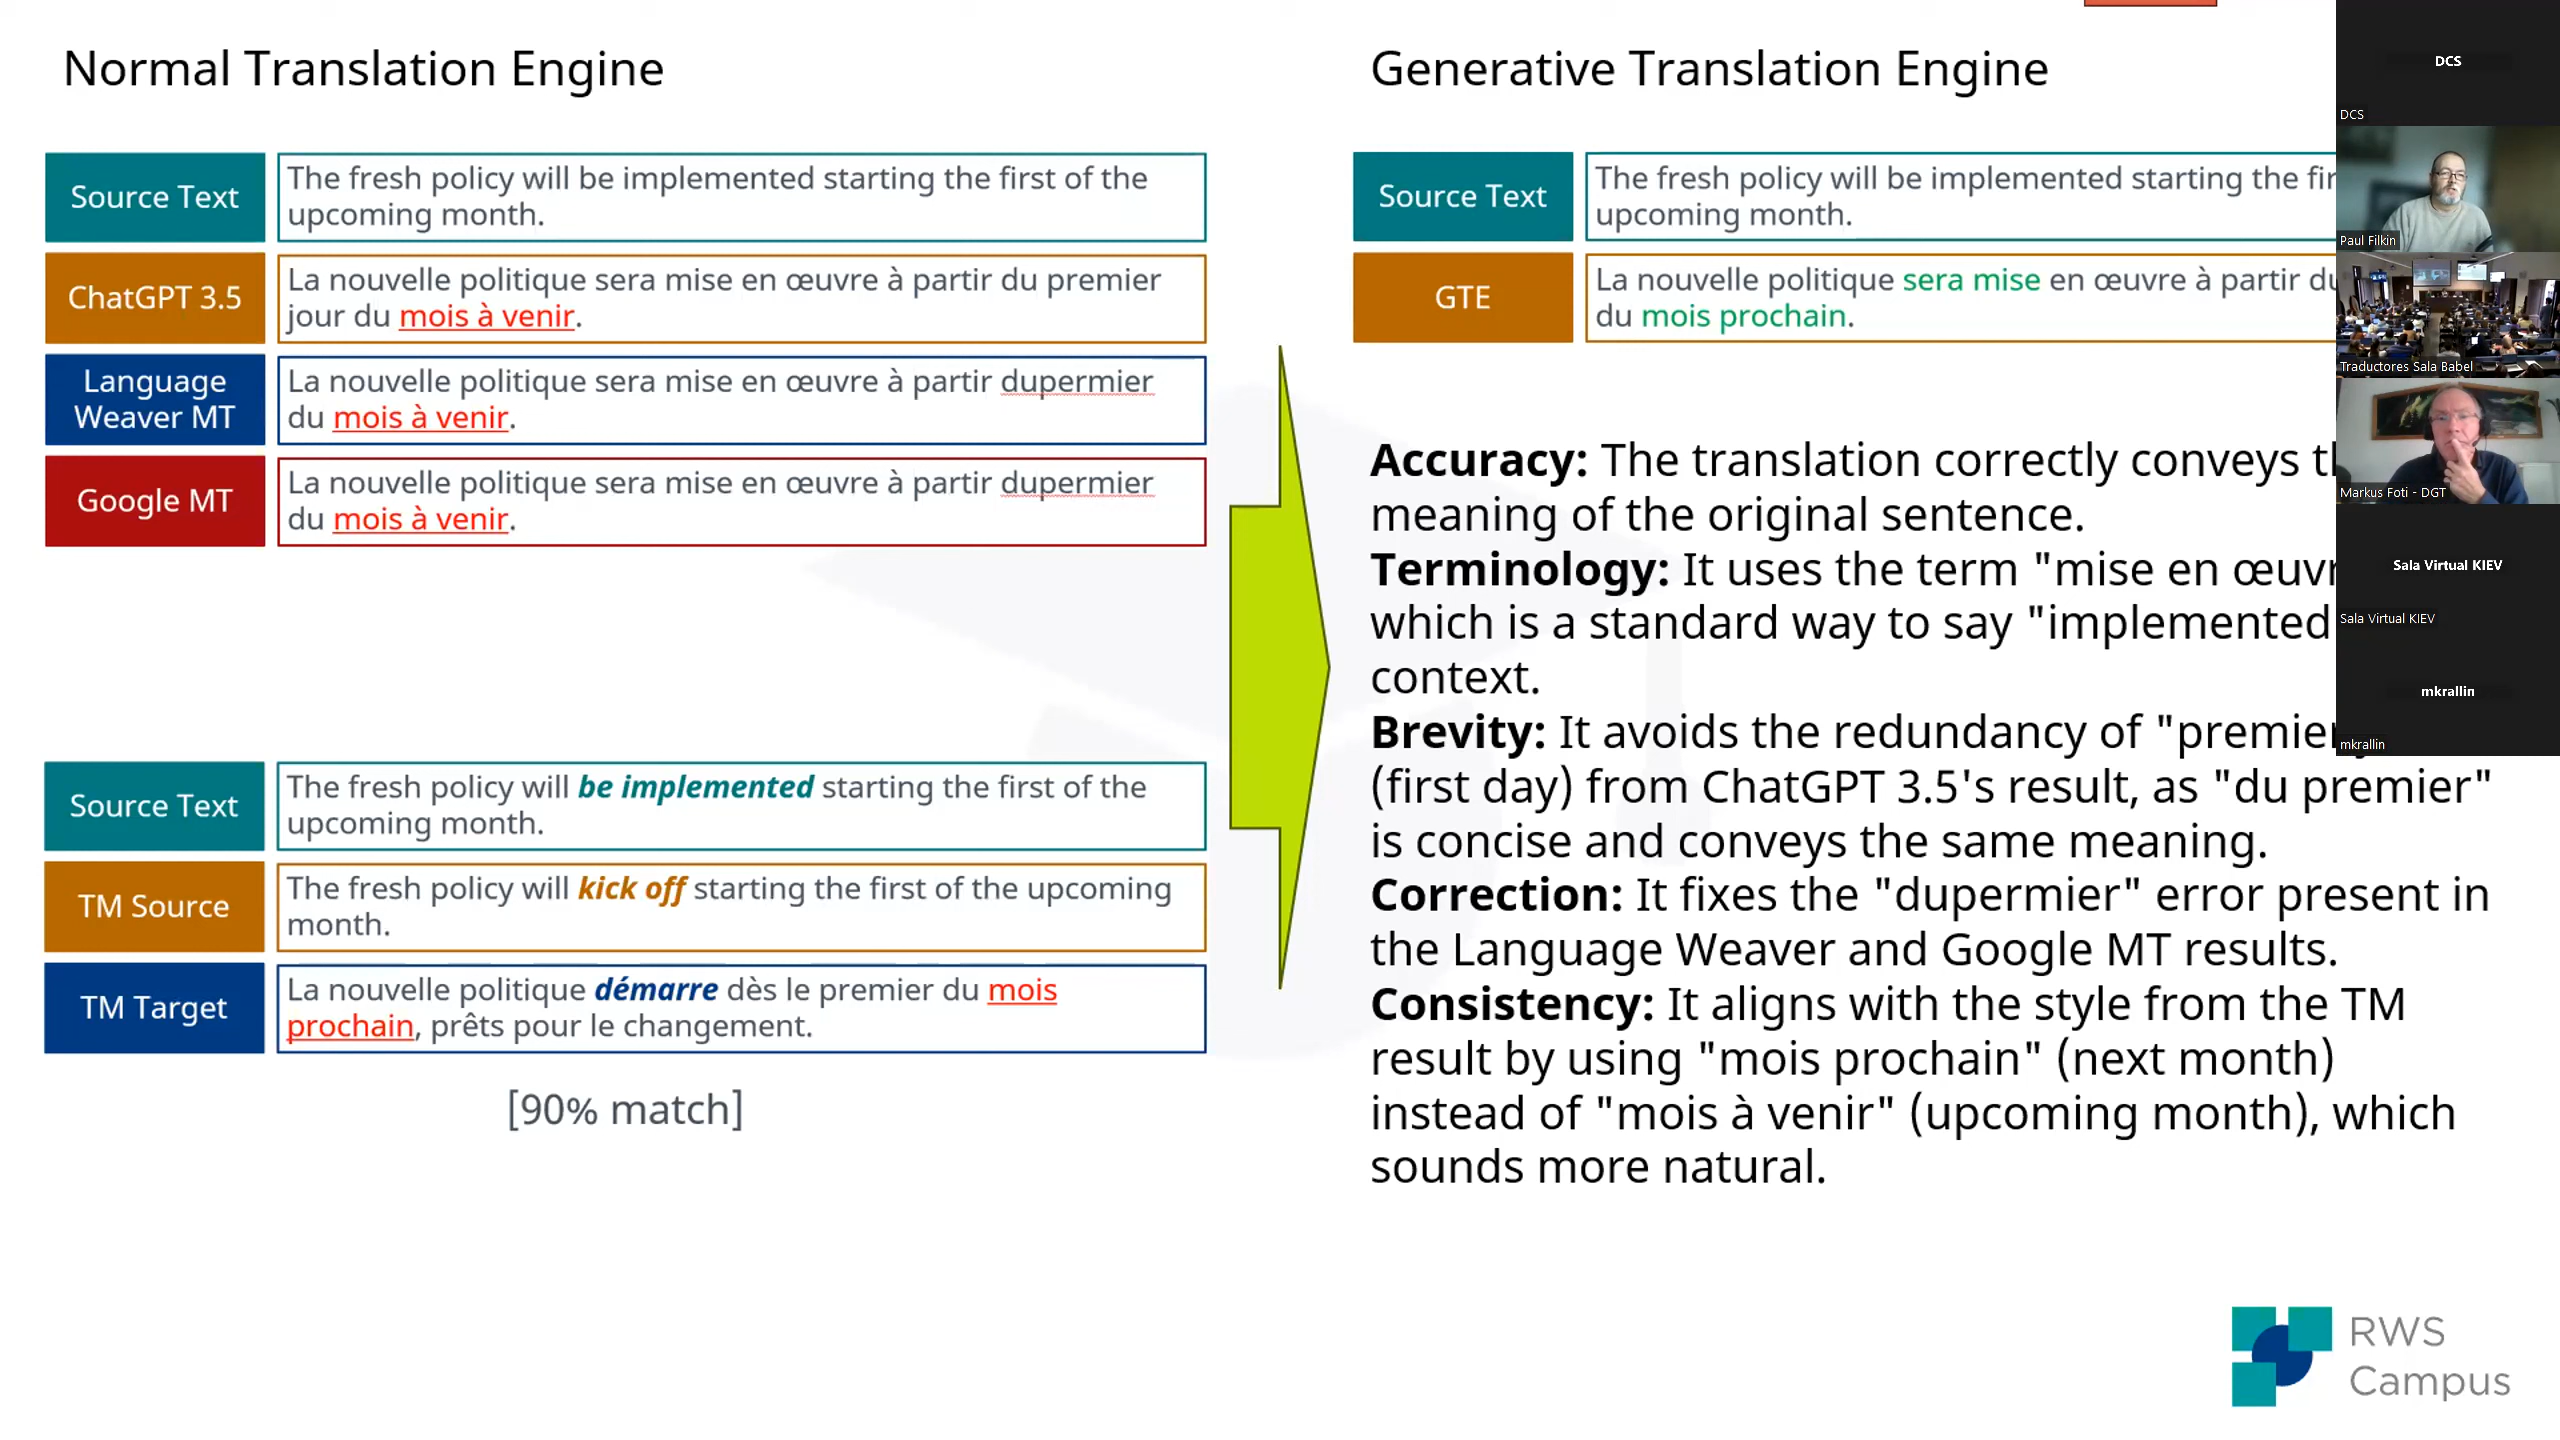 Normal Translation Engine
Source Text
The fresh policy will be implemented starting the first of the
upcoming month.
ChatGPT 3.5
La nouvelle politique sera mise en œuvre à partir du premier
jour du mois à venir.
Language
Weaver MT
La nouvelle politique sera mise en œuvre à partir dupermier
du mois à venir.
Google MT
La nouvelle politique sera mise en œuvre à partir dupermier
du mois à venir.
Source Text
The fresh policy will be implemented starting the first of the
upcoming month.
TM Source
The fresh policy will kick off starting the first of the upcoming
month.
TM Target
La nouvelle politique démarre dès le premier du mois
prochain, prêts pour le changement.
[90% match]
Generative Translation Engine
Source Text
The fresh policy will be implemented starting the
upcoming month.
GTE
La nouvelle politique sera mise en œuvre à partir du
du mois prochain.
Accuracy: The translation correctly conveys
meaning of the original sentence.
Terminology: It uses the term "mise en
which is a standard way to say "implemented
context.
Brevity: It avoids the redundancy of "premier
(first day) from ChatGPT 3.5's result, as "du premier"
is concise and conveys the same meaning.
Correction: It fixes the "dupermier" error present in
the Language Weaver and Google MT results.
Consistency: It aligns with the style from the TM
result by using "mois prochain" (next month)
instead of "mois à venir" (upcoming month), which
sounds more natural.
RWS
Campus
DCS
DCS
Paul Filkin
Traductores Sala Babel
Markus Foti - DGT
Sala Virtual KIEV
Sala Virtual KIEV
mkrallin
mkrallin